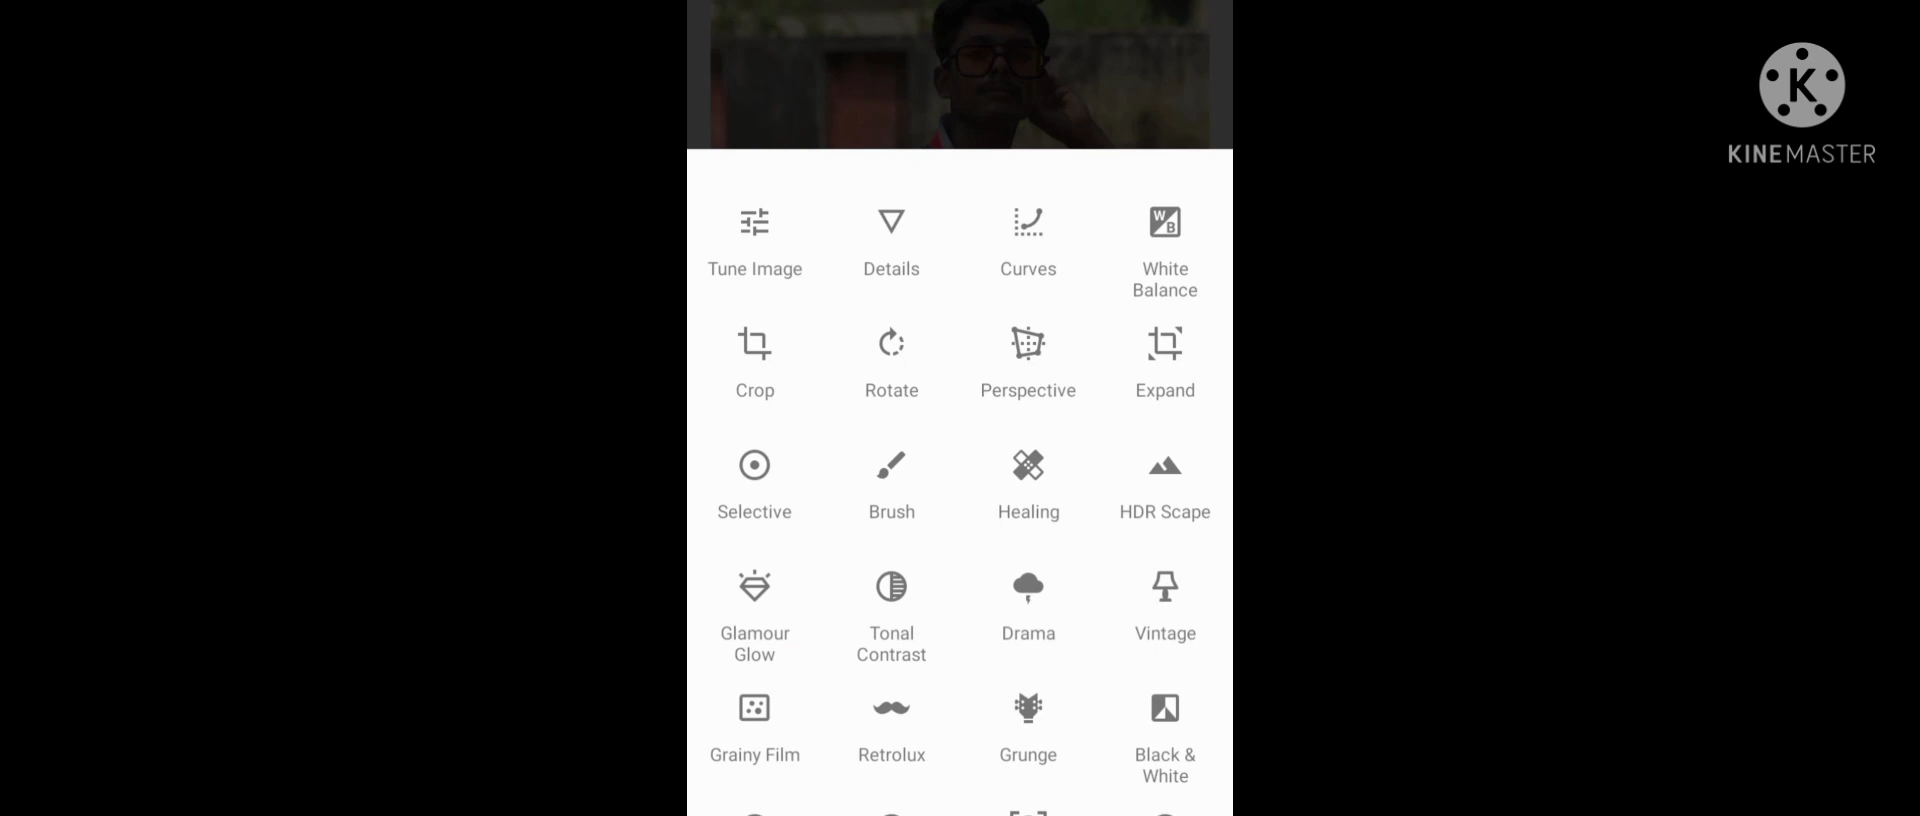 K
KINEMASTER
W
B
Tune Image
Details
Curves
White
Balance
Crop
Rotate
Perspective
Expand
Selective
Brush
Healing
HDR Scape
Glamour
Glow
Tonal
Contrast
Drama
Vintage
Grainy Film
Retrolux
Grunge
Black &
White